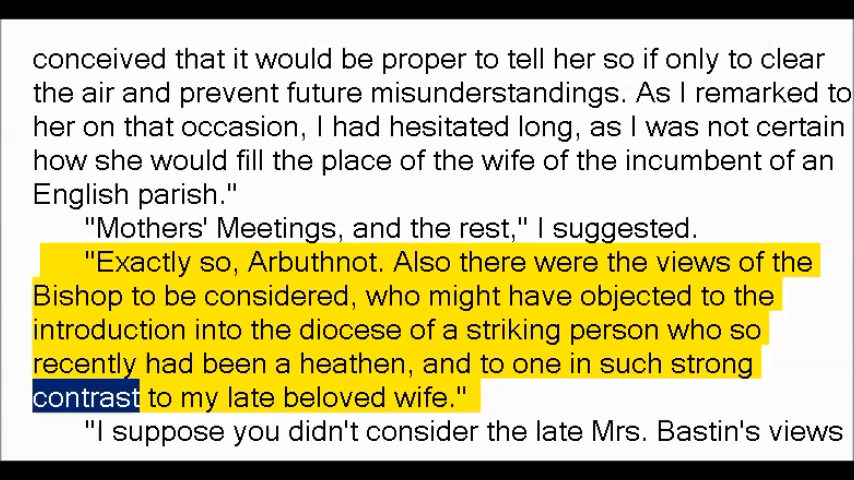 conceived that it would be proper to tell her so if only to clear
the air and prevent future misunderstandings. As I remarked to
her on that occasion, I had hesitated long, as I was not certain
how she would fill the place of the wife of the incumbent of an
English parish."
"Mothers' Meetings, and the rest," I suggested.
"Exactly so, Arbuthnot. Also there were the views of the
Bishop to be considered, who might have objected to the
introduction into the diocese of a striking person who so
recently had been a heathen, and to one in such strong
contrast to my late beloved wife."
"I suppose you didn't consider the late Mrs. Bastin's views